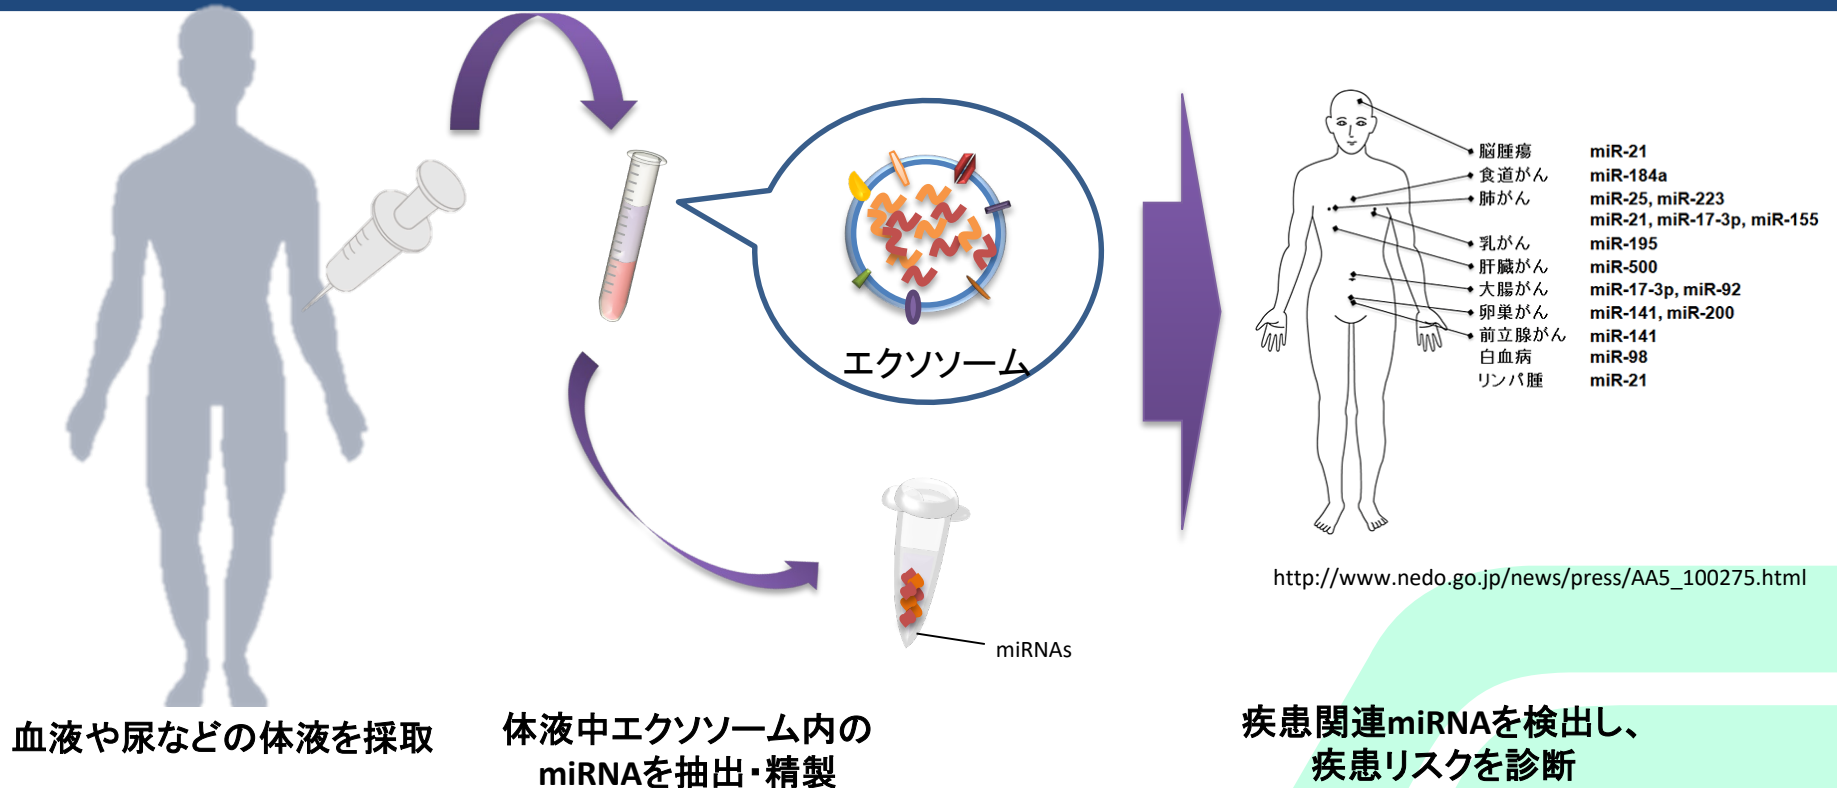 エクソソーム
miRNAs
脳腫瘍 miR-21
食道がん miR-184a
肺がん miR-25, miR-223
miR-21, miR-17-3p, miR-155
乳がん miR-195
肝臓がん miR-500
大腸がん miR-17-3p, miR-92
卵巣がん miR-141, miR-200
前立腺がん miR-141
白血病 miR-98
リンパ腫 miR-21
http://www.nedo.go.jp/news/press/AA5_100275.html
血液や尿などの体液を採取
体液中エクソソーム内の
miRNAを抽出・精製
疾患関連miRNAを検出し、
疾患リスクを診断